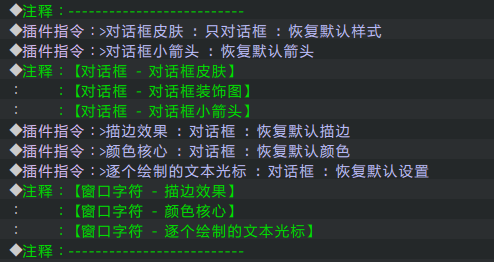 ◆注释：--------------------------
◆插件指令：>对话框皮肤 : 只对话框 : 恢复默认样式
◆插件指令：>对话框小箭头 : 恢复默认箭头
◆注释：【对话框 - 对话框皮肤】
：　　：【对话框 - 对话框装饰图】
：　　：【对话框 - 对话框小箭头】
◆插件指令：>描边效果 : 对话框 : 恢复默认描边
◆插件指令：>颜色核心 : 对话框 : 恢复默认颜色
◆插件指令：>逐个绘制的文本光标 : 对话框 : 恢复默认设置
◆注释：【窗口字符 - 描边效果】
：　　：【窗口字符 - 颜色核心】
：　　：【窗口字符 - 逐个绘制的文本光标】
◆注释：--------------------------